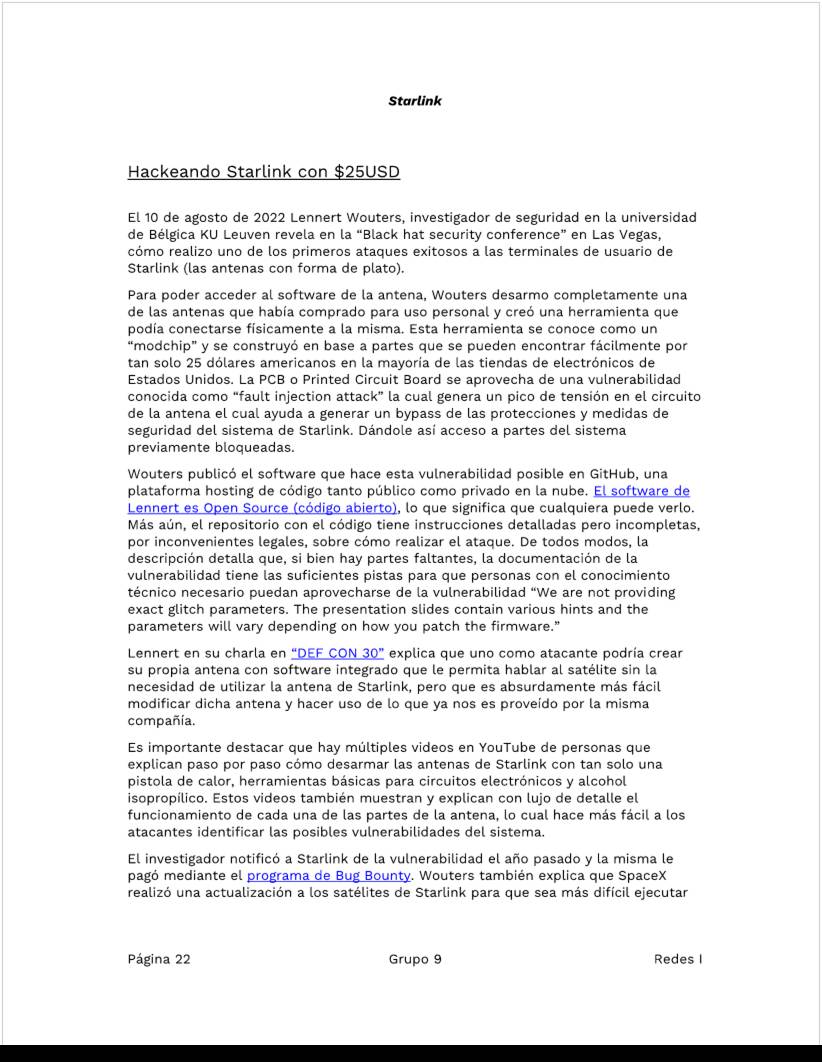 Starlink
Hackeando Starlink con $25USD
El 10 de agosto de 2022 Lennert Wouters, investigador de seguridad en la universidad
de Bélgica KU Leuven revela en la “Black hat security conference” en Las Vegas,
cómo realizo uno de los primeros ataques exitosos a las terminales de usuario de
Starlink (las antenas con forma de plato).
Para poder acceder al software de la antena, Wouters desarmo completamente una
de las antenas que había comprado para uso personal y creó una herramienta que
podía conectarse físicamente a la misma. Esta herramienta se conoce como un
“modchip” y se construyó en base a partes que se pueden encontrar fácilmente por
tan solo 25 dólares americanos en la mayoría de las tiendas de electrónicos de
Estados Unidos. La PCB o Printed Circuit Board se aprovecha de una vulnerabilidad
conocida como “fault injection attack” la cual genera un pico de tensión en el circuito
de la antena el cual ayuda a generar un bypass de las protecciones y medidas de
seguridad del sistema de Starlink. Dándole así acceso a partes del sistema
previamente bloqueadas.
Wouters publicó el software que hace esta vulnerabilidad posible en GitHub, una
plataforma hosting de código tanto público como privado en la nube. El software de
Lennert es Open Source (código abierto), lo que significa que cualquiera puede verlo.
Más aún, el repositorio con el código tiene instrucciones detalladas pero incompletas,
por inconvenientes legales, sobre cómo realizar el ataque. De todos modos, la
descripción detalla que, si bien hay partes faltantes, la documentación de la
vulnerabilidad tiene las suficientes pistas para que personas con el conocimiento
técnico necesario puedan aprovecharse de la vulnerabilidad “We are not providing
exact glitch parameters. The presentation slides contain various hints and the
parameters will vary depending on how you patch the firmware.”
Lennert en su charla en “DEF CON 30” explica que uno como atacante podría crear
su propia antena con software integrado que le permita hablar al satélite sin la
necesidad de utilizar la antena de Starlink, pero que es absurdamente más fácil
modificar dicha antena y hacer uso de lo que ya nos es proveído por la misma
compañía.
Es importante destacar que hay múltiples videos en YouTube de personas que
explican paso por paso cómo desarmar las antenas de Starlink con tan solo una
pistola de calor, herramientas básicas para circuitos electrónicos y alcohol
isopropílico. Estos videos también muestran y explican con lujo de detalle el
funcionamiento de cada una de las partes de la antena, lo cual hace más fácil a los
atacantes identificar las posibles vulnerabilidades del sistema.
El investigador notificó a Starlink de la vulnerabilidad el año pasado y la misma le
pagó mediante el programa de Bug Bounty. Wouters también explica que SpaceX
realizó una actualización a los satélites de Starlink para que sea más difícil ejecutar
Página 22 Grupo 9 Redes I